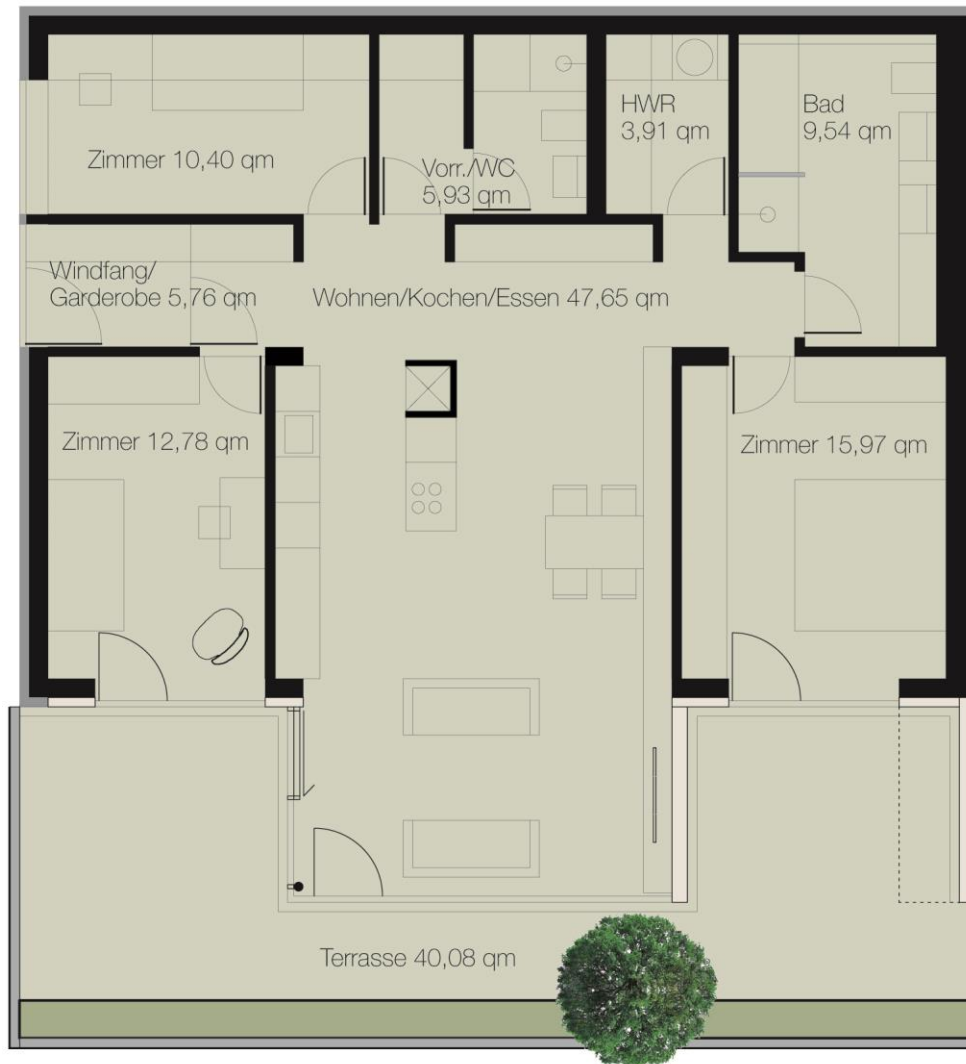 Zimmer 10,40 qm
Vorr./WC
5,93 qm
HWR
3,91 qm
Bad
9,54 qm
Windfang/
Garderobe 5,76 qm
Wohnen/Kochen/Essen 47,65 qm
Zimmer 12,78 qm
Zimmer 15,97 qm
Terrasse 40,08 qm